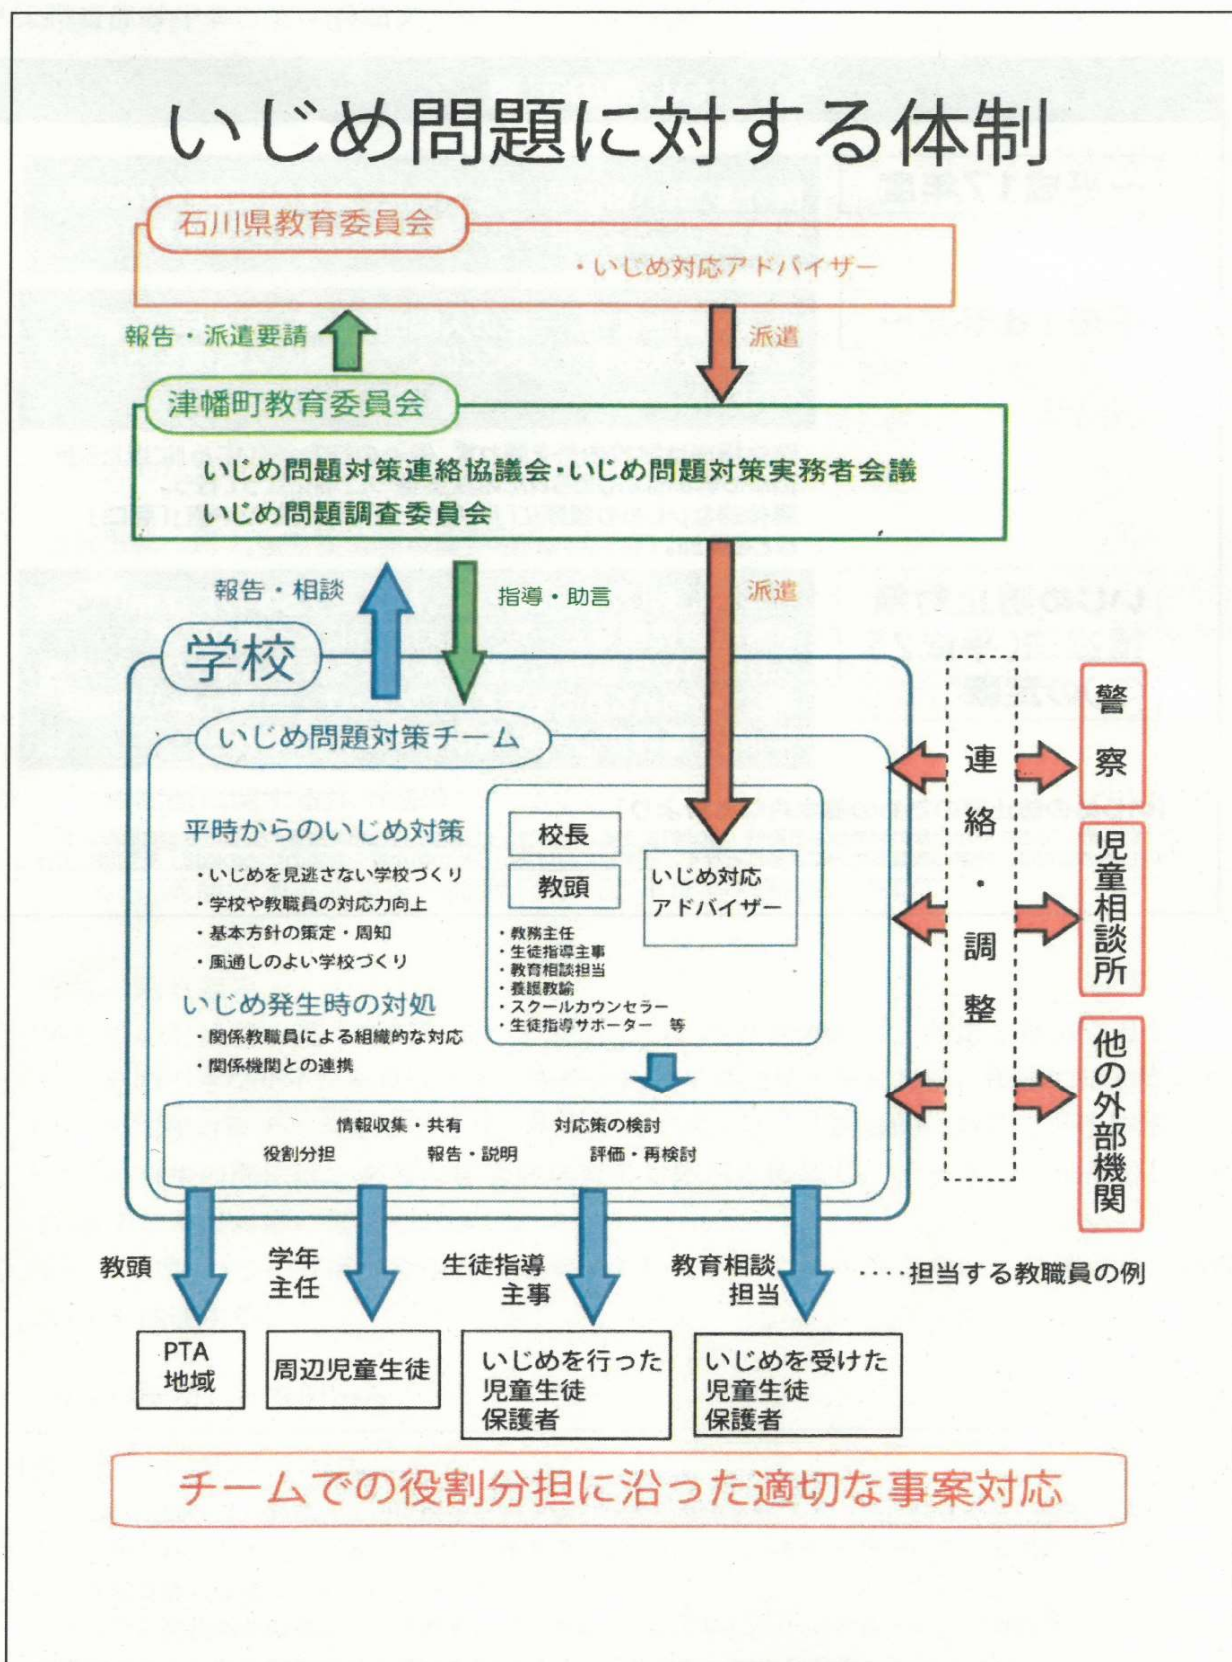 いじめ問題に対する体制
石川県教育委員会
・いじめ対応アドバイザー
報告・派遣要請
派遣
津幡町教育委員会
いじめ問題対策連絡協議会・いじめ問題対策実務者会議
いじめ問題調査委員会
報告・相談
指導・助言
派遣
学校
いじめ問題対策チーム
平時からのいじめ対策
・いじめを見逃さない学校づくり
・学校や教職員の対応力向上
・基本方針の策定・周知
・風通しのよい学校づくり
いじめ発生時の対処
・関係教職員による組織的な対応
・関係機関との連携
校長
教頭
・教務主任
・生徒指導主事
・教育相談担当
・養護教諭
・スクールカウンセラー
・生徒指導サポーター 等
いじめ対応
アドバイザー
連絡・調整
警察
児童相談所
他の外部機関
情報収集・共有 対応策の検討
役割分担 報告・説明 評価・再検討
教頭
学年
主任
生徒指導
主事
教育相談
担当
‥‥担当する教職員の例
PTA
地域
周辺児童生徒
いじめを行った
児童生徒
保護者
いじめを受けた
児童生徒
保護者
チームでの役割分担に沿った適切な事案対応